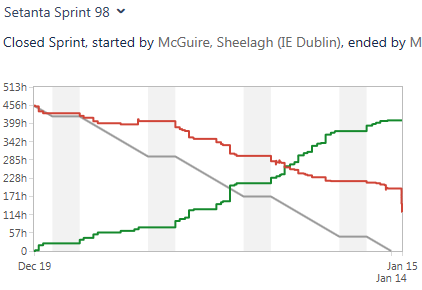 Setanta Sprint 98
Closed Sprint, started by McGuire, Sheelagh (IE Dublin), ended by M
513h
456h
399h
342h
285h
228h
171h
114h
57h
0
Dec 19
Jan 15
Jan 14